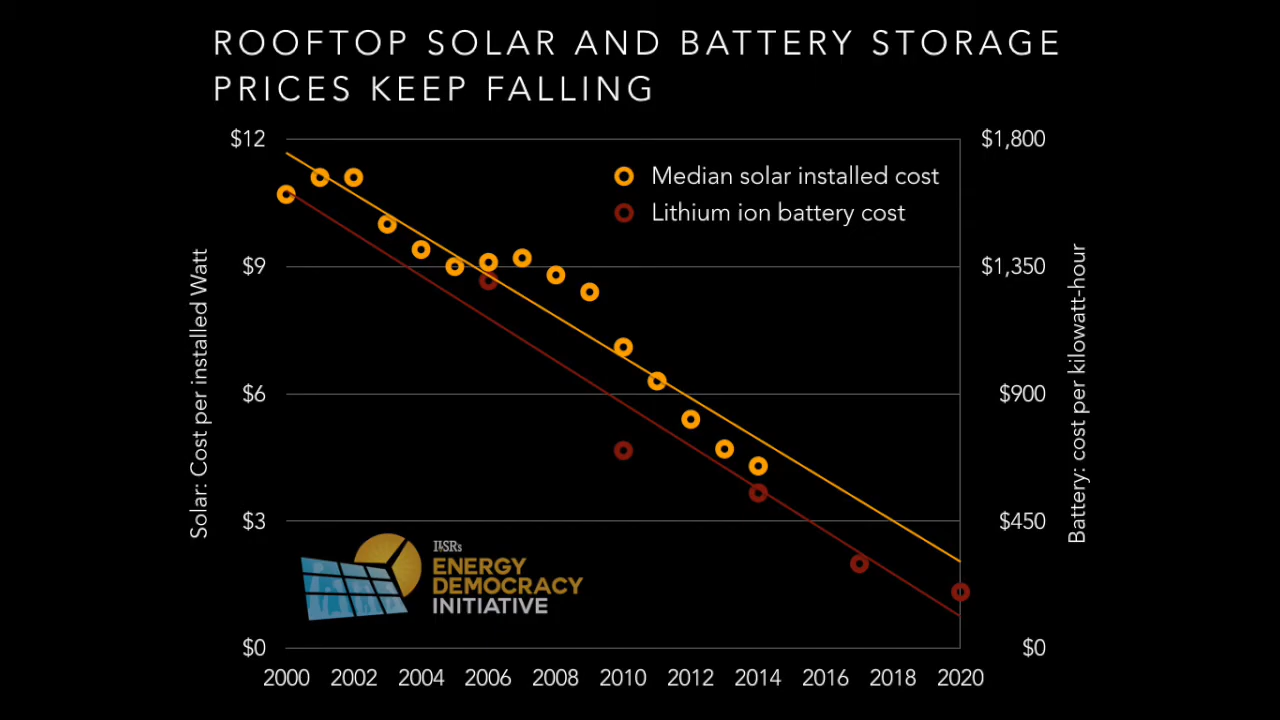 ROOFTOP SOLAR AND BATTERY STORAGE
PRICES KEEP FALLING
$12
$9
$6
$3
$0
Solar: Cost per installed Watt
Median solar installed cost
Lithium ion battery cost
$1,800
$1,350
$900
$450
$0
Battery: cost per kilowatt-hour
ILSR's
ENERGY
DEMOCRACY
INITIATIVE
2000 2002 2004 2006 2008 2010 2012 2014 2016 2018 2020